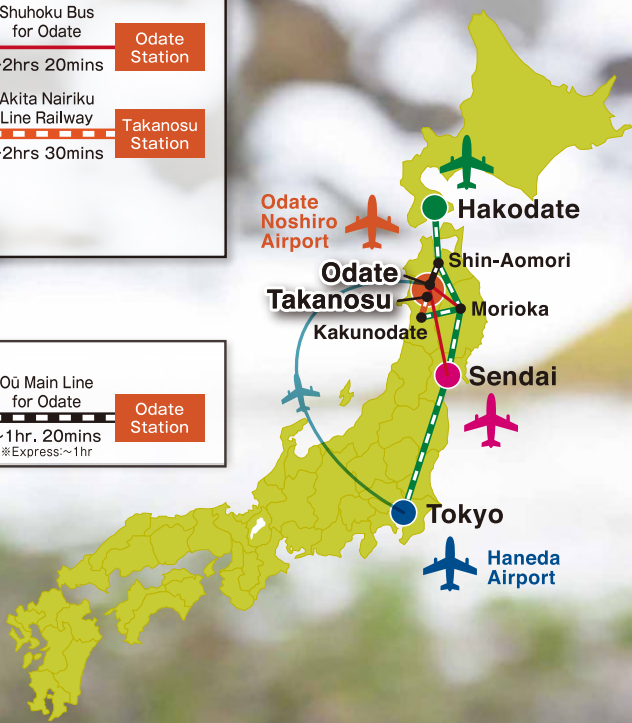 Shuhoku Bus
for Odate
~2hrs 20mins
Odate
Station
Akita Nairiku
Line Railway
~2hrs 30mins
Takanosu
Station
Odate
Noshiro
Airport
Hakodate
Shin-Aomori
Odate
Takanosu
Morioka
Kakunodate
Sendai
Oū Main Line
for Odate
~1hr. 20mins
※Express:~1hr
Odate
Station
Tokyo
Haneda
Airport